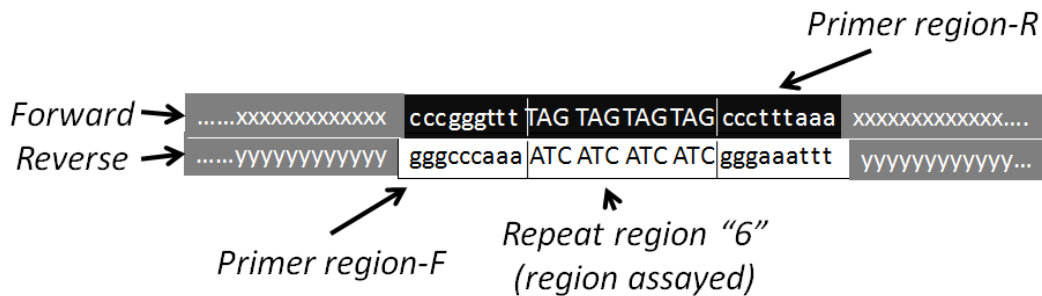 Primer region-R
Forward ......xxxxxxxxxxxxx cccgggttt TAG TAG TAG TAG ccctttaaa xxxxxxxxxxxxx....
Reverse ......yyyyyyyyyyyy gggcccaaa ATC ATC ATC ATC gggaaattt yyyyyyyyyyyy...
Primer region-F
Repeat region “6”
(region assayed)